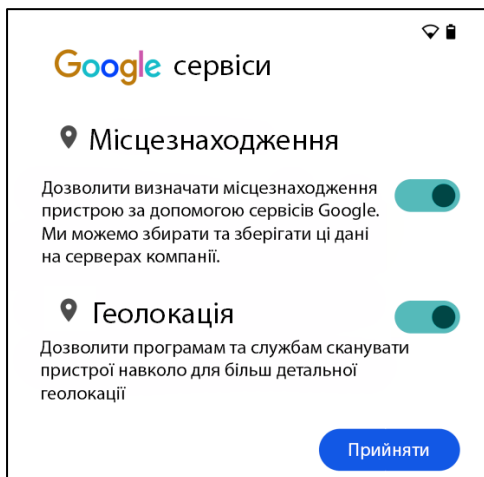 Google сервіси
Місцезнаходження
Дозволити визначати місцезнаходження
пристрою за допомогою сервісів Google.
Ми можемо збирати та зберігати ці дані
на серверах компанії.
Геолокація
Дозволити програмам та службам сканувати
пристрої навколо для більш детальної
геолокації
Прийняти